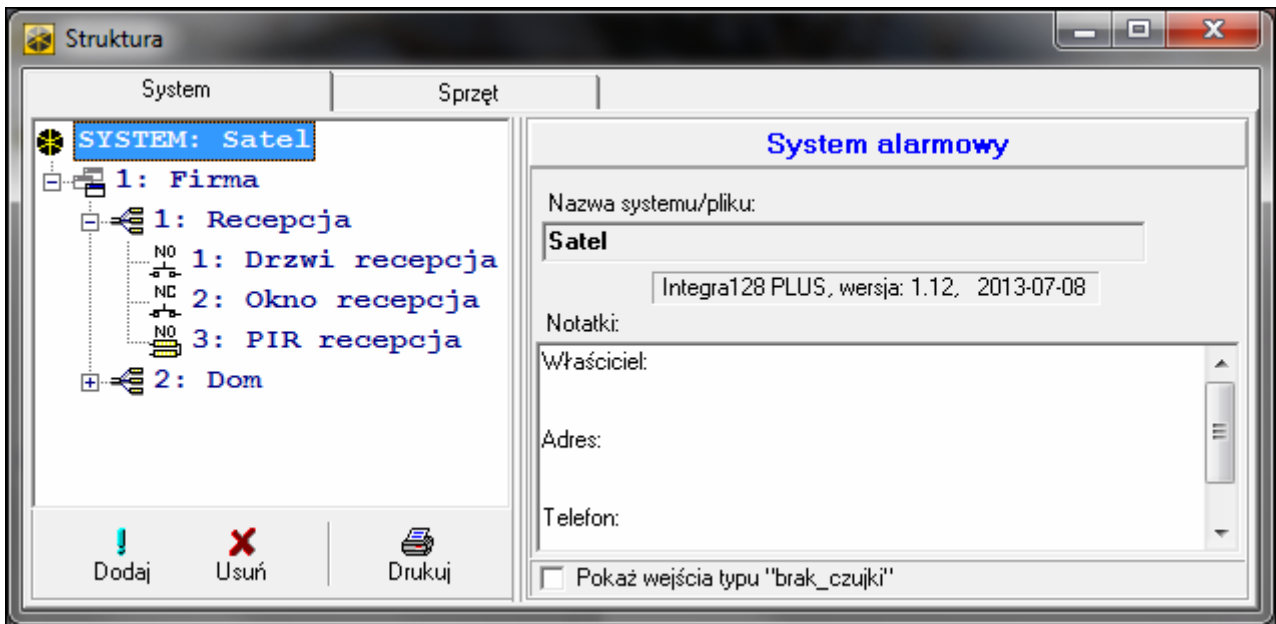 Struktura
System
Sprzęt
SYSTEM: Satel
1: Firma
1: Recepcja
NO
1: Drzwi recepcja
NC
2: Okno recepcja
NO
3: PIR recepcja
2: Dom
Dodaj
Usuń
Drukuj
System alarmowy
Nazwa systemu/pliku:
Satel
Integra128 PLUS, wersja: 1.12, 2013-07-08
Notatki:
Właściciel:
Adres:
Telefon:
Pokaż wejścia typu "brak_czujki"